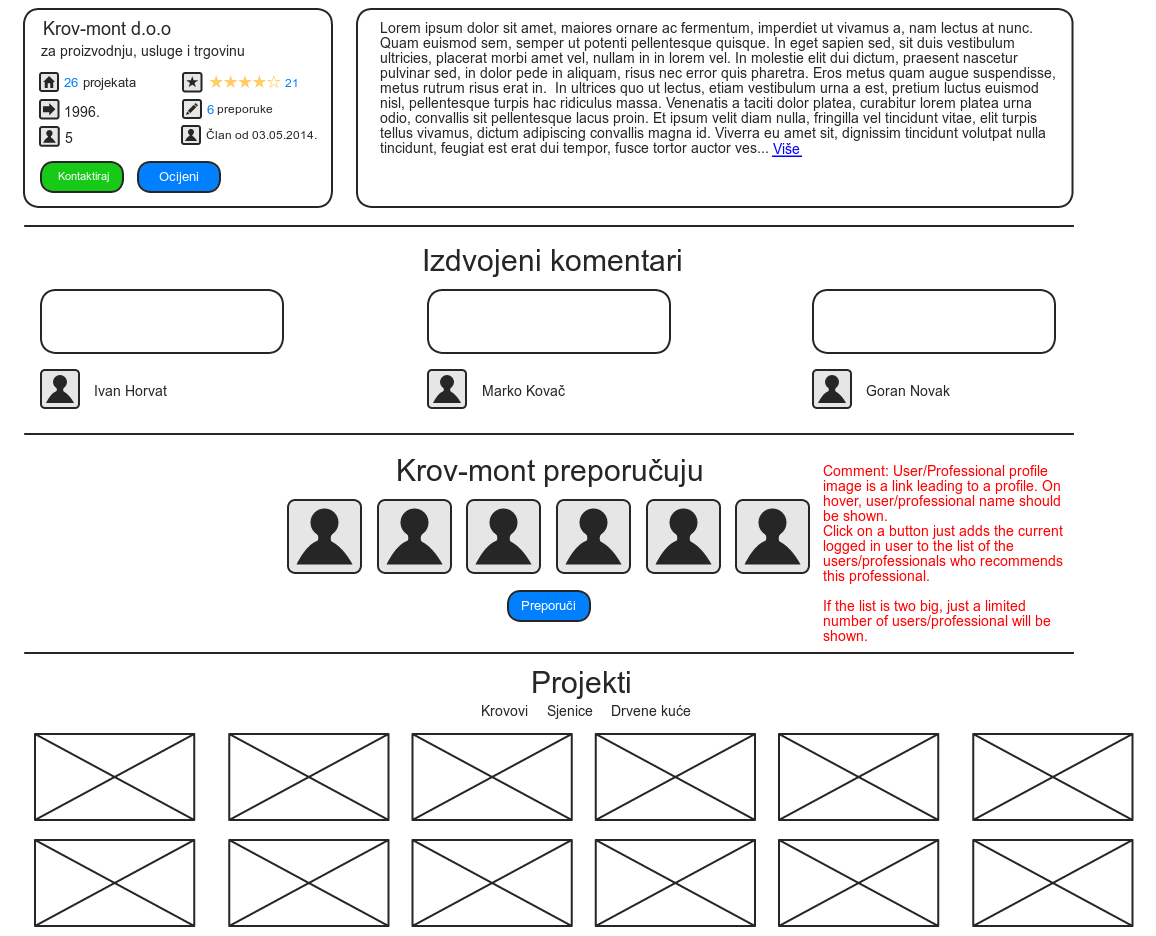 Krov-mont d.o.o
za proizvodnju, usluge i trgovinu
26 projekata
★★★★☆ 21
1996.
6 preporuke
5
Član od 03.05.2014.
Kontaktiraj
Ocijeni
Lorem ipsum dolor sit amet, maiores ornare ac fermentum, imperdiet ut vivamus a, nam lectus at nunc.
Quam euismod sem, semper ut potenti pellentesque quisque. In eget sapien sed, sit duis vestibulum
ultricies, placerat morbi amet vel, nullam in in lorem vel. In molestie elit dui dictum, praesent nascetur
pulvinar sed, in dolor pede in aliquam, risus nec error quis pharetra. Eros metus quam augue suspendisse,
metus rutrum risus erat in.  In ultrices quo ut lectus, etiam vestibulum urna a est, pretium luctus euismod
nisl, pellentesque turpis hac ridiculus massa. Venenatis a taciti dolor platea, curabitur lorem platea urna
odio, convallis sit pellentesque lacus proin. Et ipsum velit diam nulla, fringilla vel tincidunt vitae, elit turpis
tellus vivamus, dictum adipiscing convallis magna id. Viverra eu amet sit, dignissim tincidunt volutpat nulla
tincidunt, feugiat est erat dui tempor, fusce tortor auctor ves... Više
Izdvojeni komentari
Ivan Horvat
Marko Kovač
Goran Novak
Krov-mont preporučuju
Preporuči
Comment: User/Professional profile
image is a link leading to a profile. On
hover, user/professional name should
be shown.
Click on a button just adds the current
logged in user to the list of the
users/professionals who recommends
this professional.
If the list is two big, just a limited
number of users/professional will be
shown.
Projekti
Krovovi Sjenice Drvene kuće